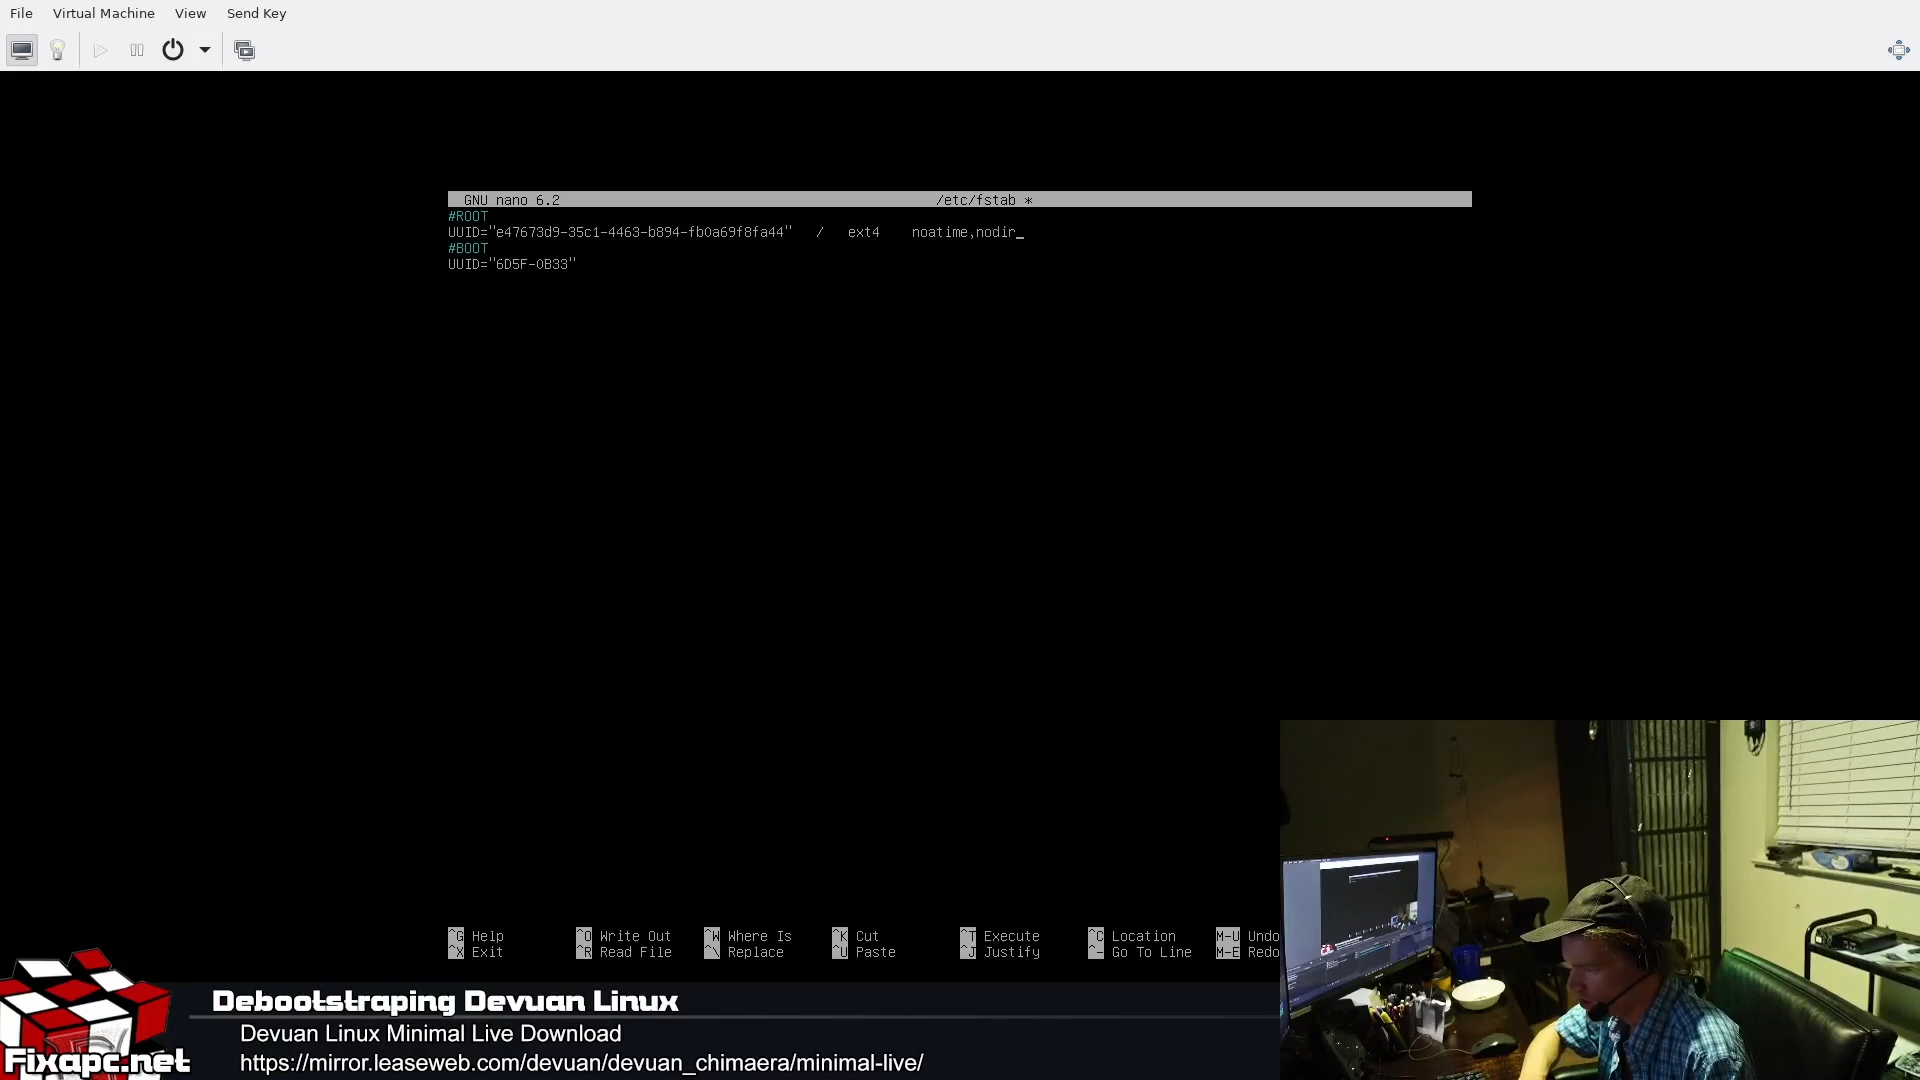 File Virtual Machine View Send Key
GNU nano 6.2 /etc/fstab *
#ROOT
UUID="e47673d9-35c1-4463-b894-fb0a69f8fa44" / ext4 noatime,nodir_
#BOOT
UUID="6D5F-0B33"
^G Help ^O Write Out ^W Where Is ^K Cut ^T Execute ^C Location M-U Undo
^X Exit ^R Read File ^\ Replace ^U Paste ^J Justify ^_ Go To Line M-E Redo
Debootstraping Devuan Linux
Devuan Linux Minimal Live Download
https://mirror.leaseweb.com/devuan/devuan_chimaera/minimal-live/
Fixapc.net